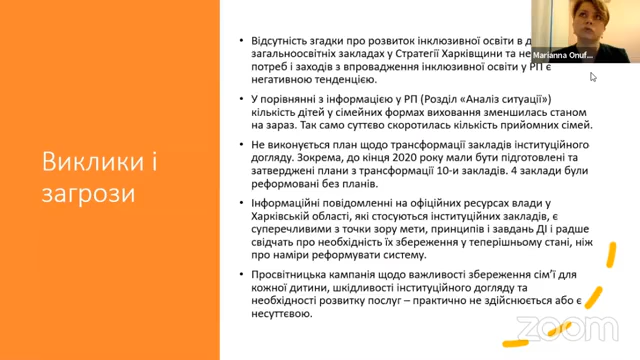 Виклики і
загрози
• Відсутність згадки про розвиток інклюзивної освіти в д
загальноосвітніх закладах у Стратегії Харківщини та не
потреб і заходів з впровадження інклюзивної освіти у РП є
негативною тенденцією.
• У порівнянні з інформацією у РП (Розділ «Аналіз ситуації»)
кількість дітей у сімейних формах виховання зменшилась станом
на зараз. Так само суттєво скоротилась кількість прийомних сімей.
• Не виконується план щодо трансформації закладів інституційного
догляду. Зокрема, до кінця 2020 року мали бути підготовлені та
затверджені плани з трансформації 10-и закладів. 4 заклади були
реформовані без планів.
• Інформаційні повідомленні на офіційних ресурсах влади у
Харківській області, які стосуються інституційних закладів, є
суперечливими з точки зору мети, принципів і завдань ДІ і радше
свідчать про необхідність їх збереження у теперішньому стані, ніж
про наміри реформувати систему.
• Просвітницька кампанія щодо важливості збереження сім’ї для
кожної дитини, шкідливості інституційного догляду та
необхідності розвитку послуг – практично не здійснюється або є
несуттєвою.
Marianna Onuf...
zoom